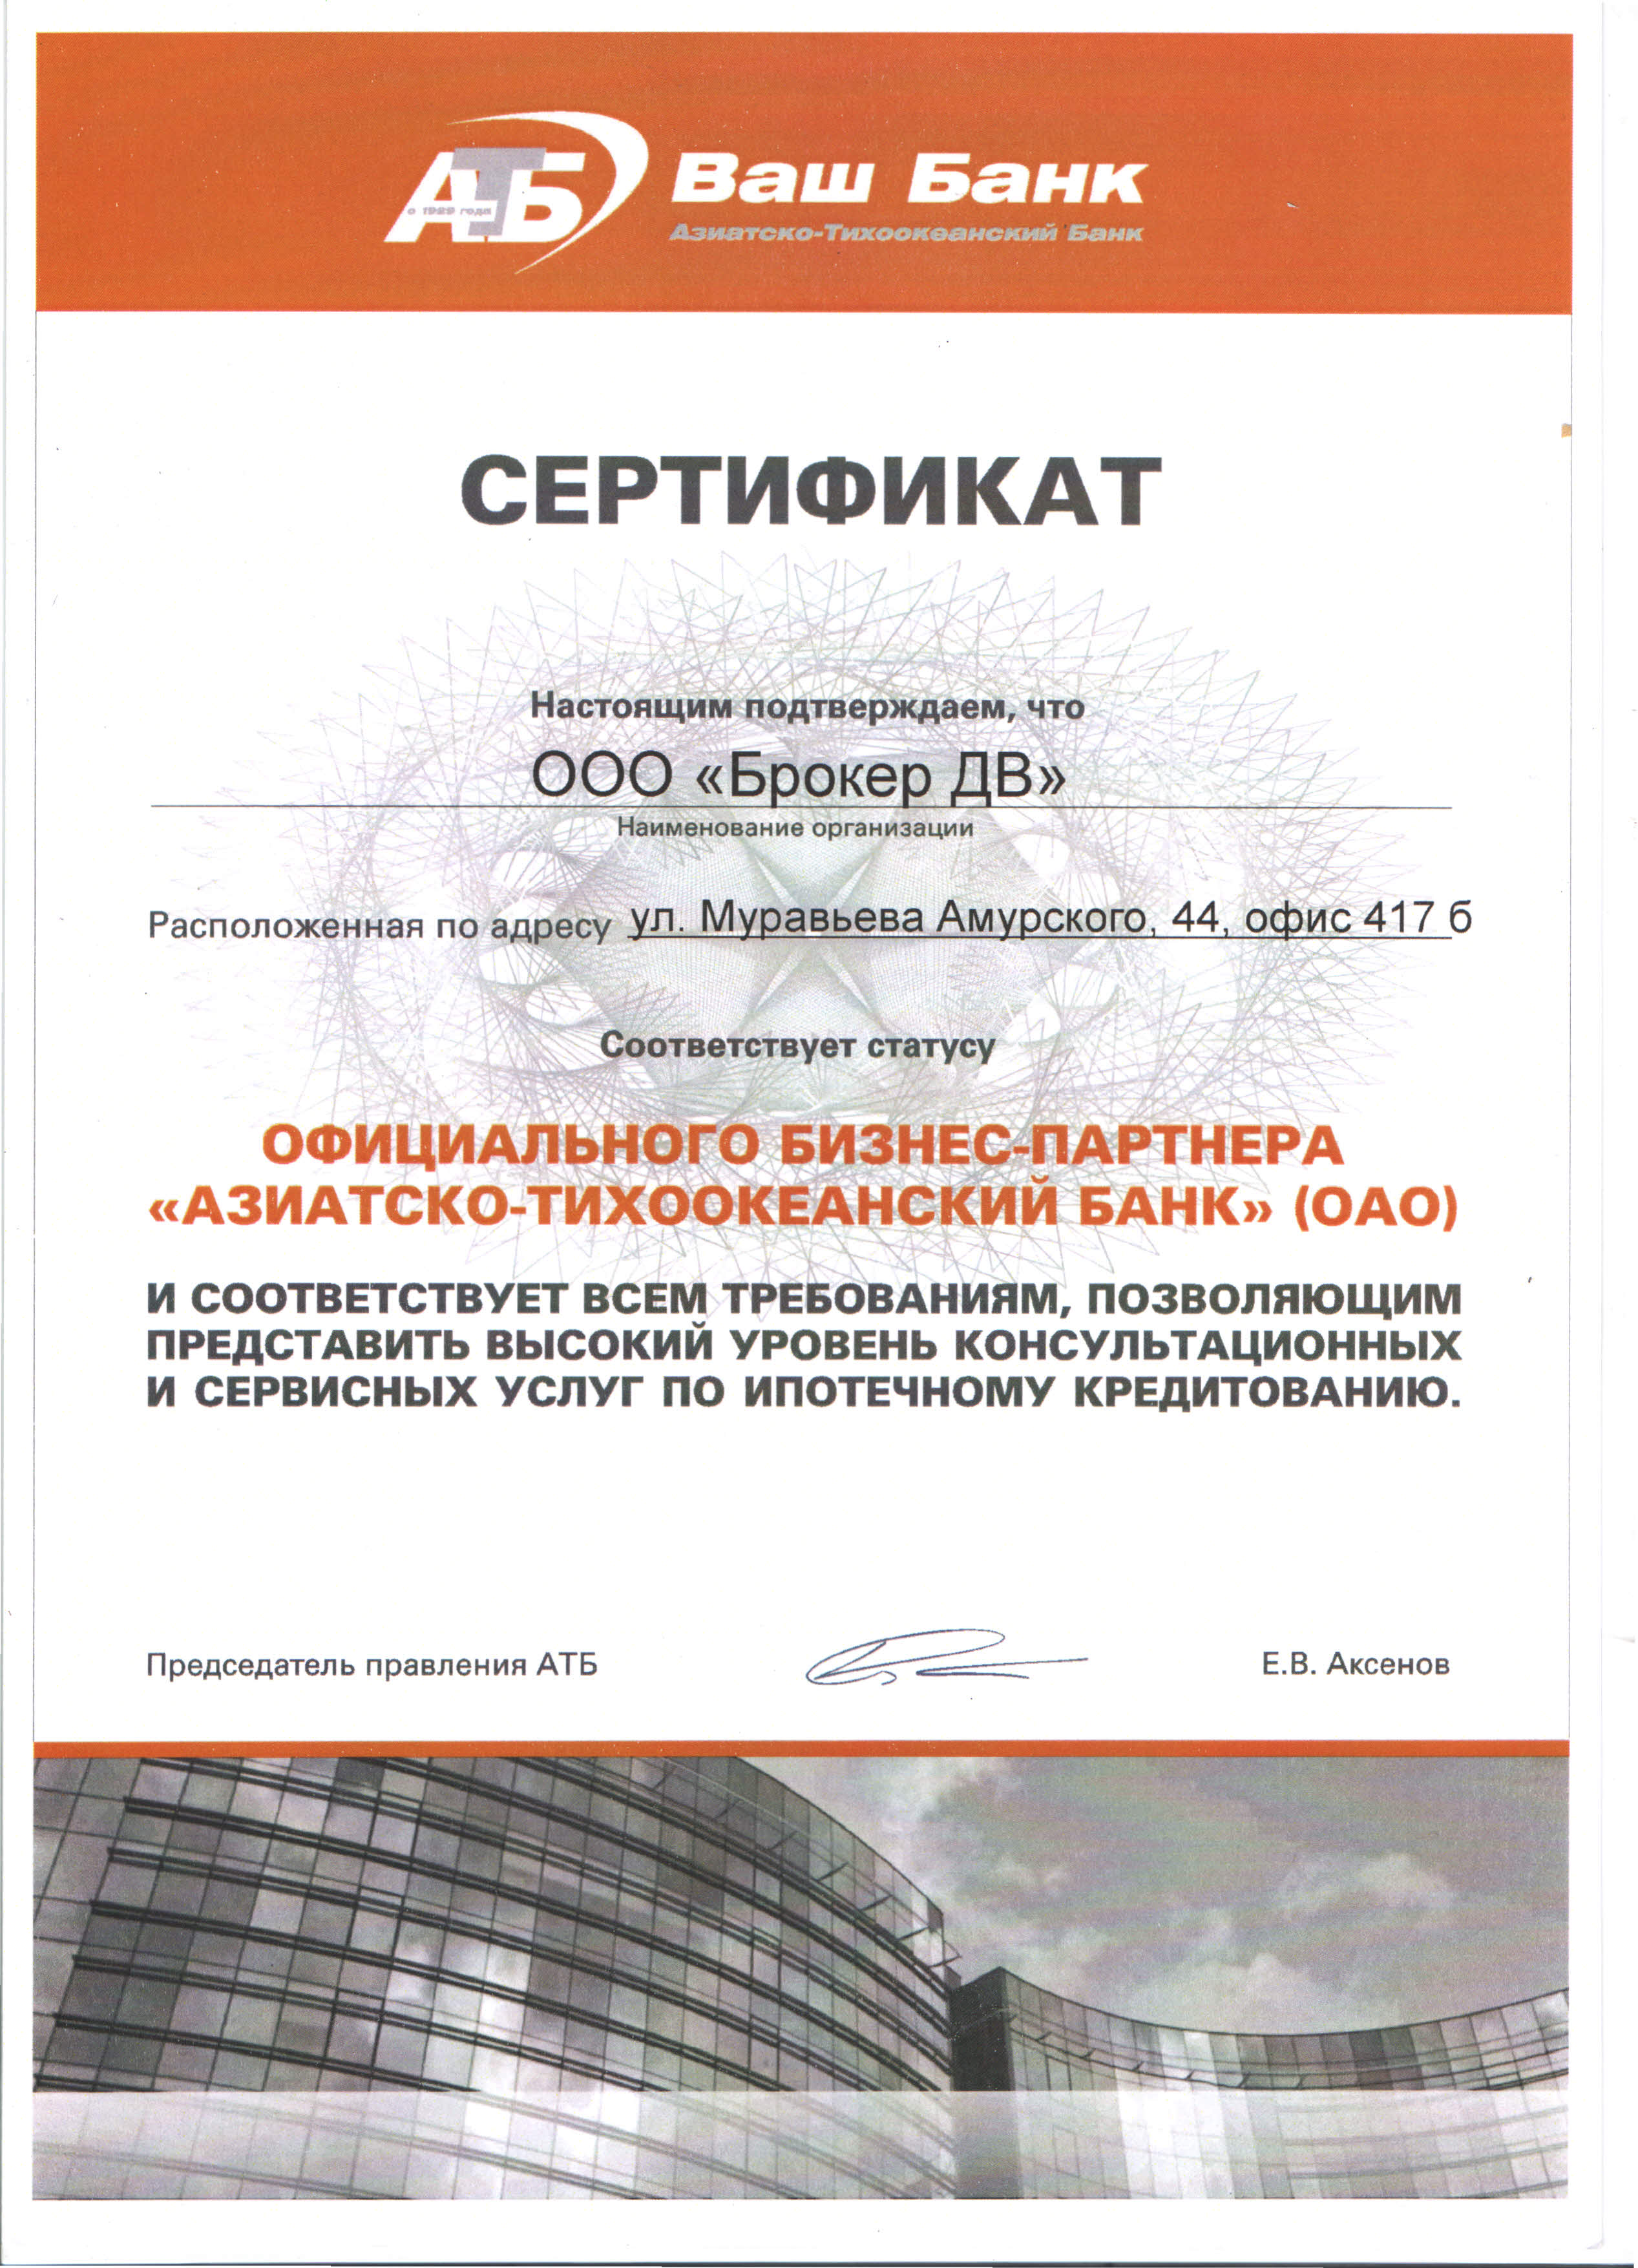 АТБ
с 1929 года
Ваш Банк
Азиатско-Тихоокеанский Банк
СЕРТИФИКАТ
Настоящим подтверждаем, что
ООО «Брокер ДВ»
Наименование организации
Расположенная по адресу ул. Муравьева Амурского, 44, офис 417 б
Соответствует статусу
ОФИЦИАЛЬНОГО БИЗНЕС-ПАРТНЕРА
«АЗИАТСКО-ТИХООКЕАНСКИЙ БАНК» (ОАО)
И СООТВЕТСТВУЕТ ВСЕМ ТРЕБОВАНИЯМ, ПОЗВОЛЯЮЩИМ
ПРЕДСТАВИТЬ ВЫСОКИЙ УРОВЕНЬ КОНСУЛЬТАЦИОННЫХ
И СЕРВИСНЫХ УСЛУГ ПО ИПОТЕЧНОМУ КРЕДИТОВАНИЮ.
Председатель правления АТБ
Е.В. Аксенов